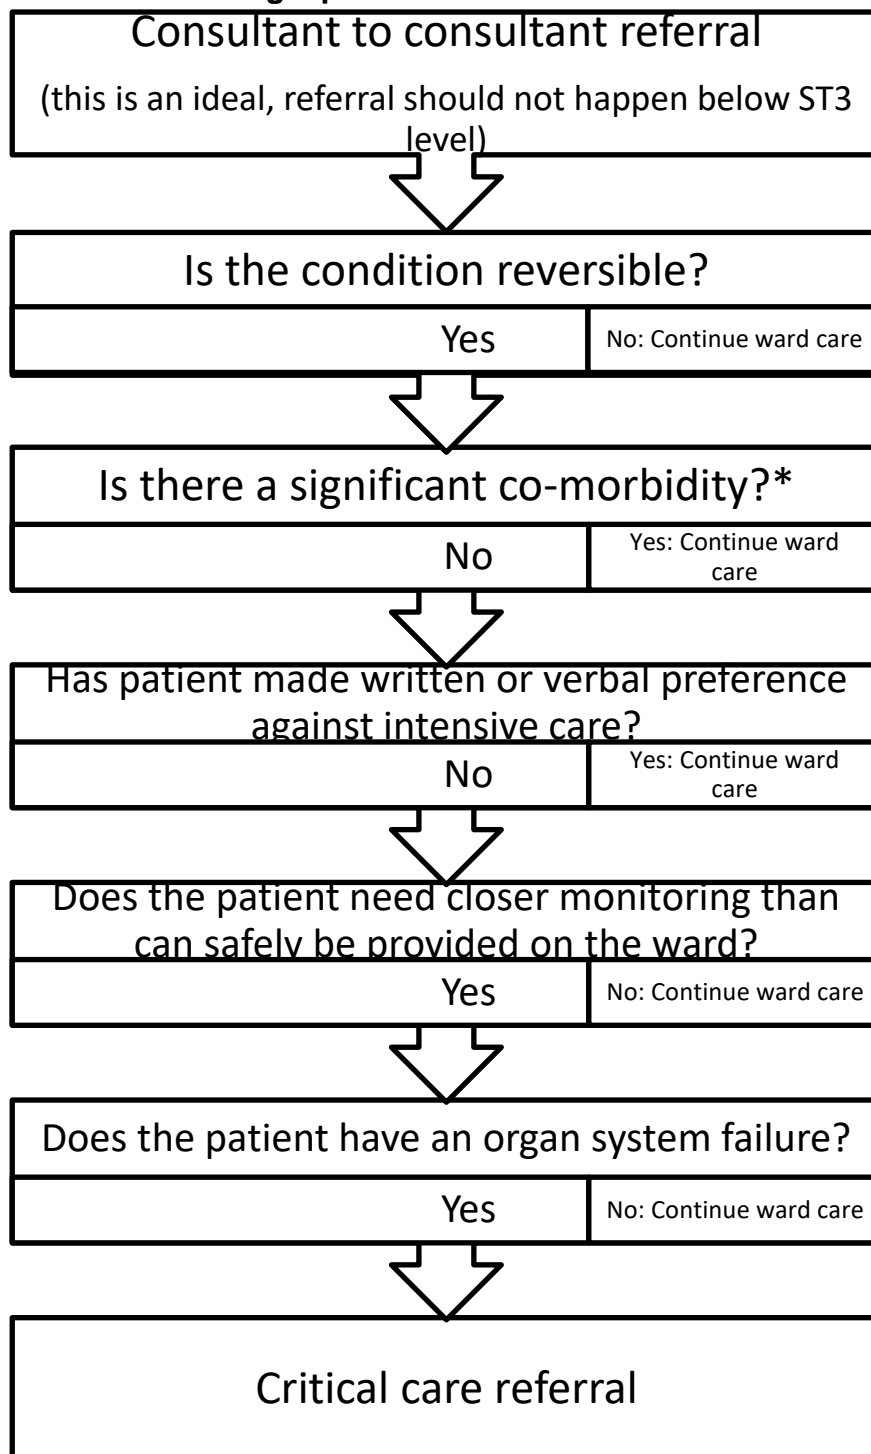 Consultant to consultant referral
(this is an ideal, referral should not happen below ST3
level)
Is the condition reversible?
Yes
No: Continue ward care
Is there a significant co-morbidity?*
No
Yes: Continue ward
care
Has patient made written or verbal preference
against intensive care?
No
Yes: Continue ward
care
Does the patient need closer monitoring than
can safely be provided on the ward?
Yes
No: Continue ward care
Does the patient have an organ system failure?
Yes
No: Continue ward care
Critical care referral